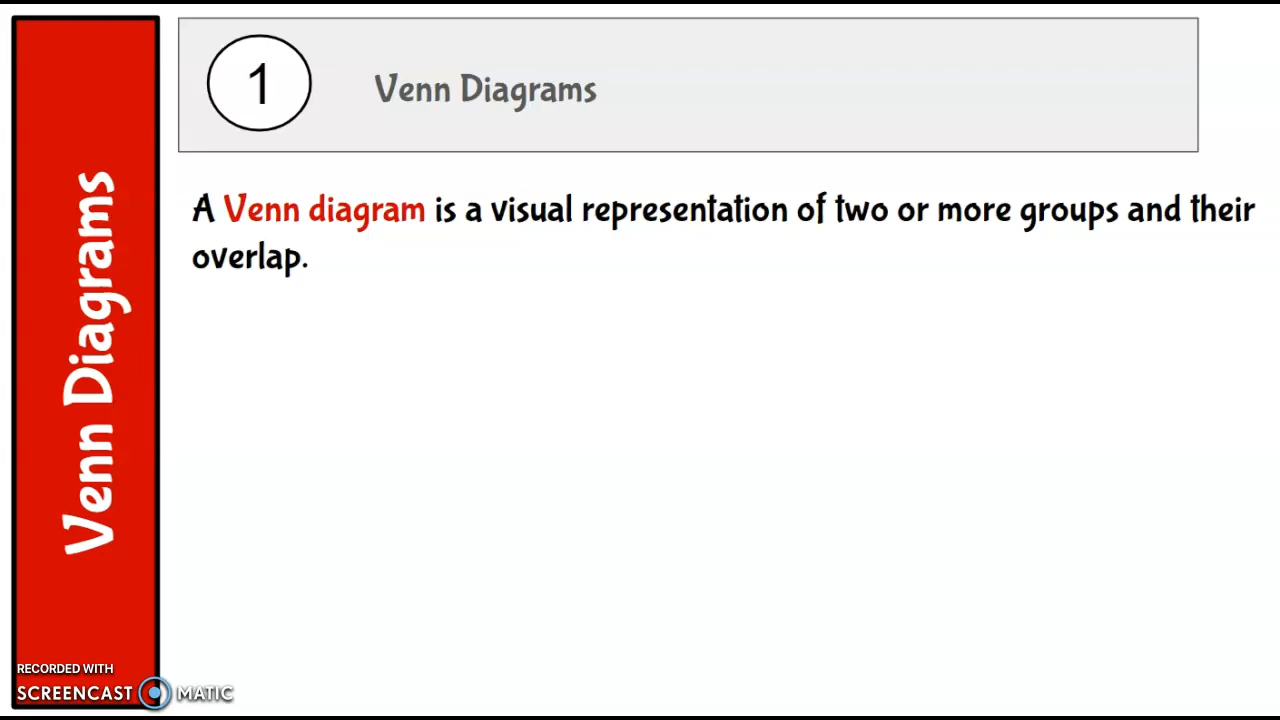 Venn Diagrams
1
Venn Diagrams
A Venn diagram is a visual representation of two or more groups and their
overlap.
RECORDED WITH
SCREENCAST MATIC